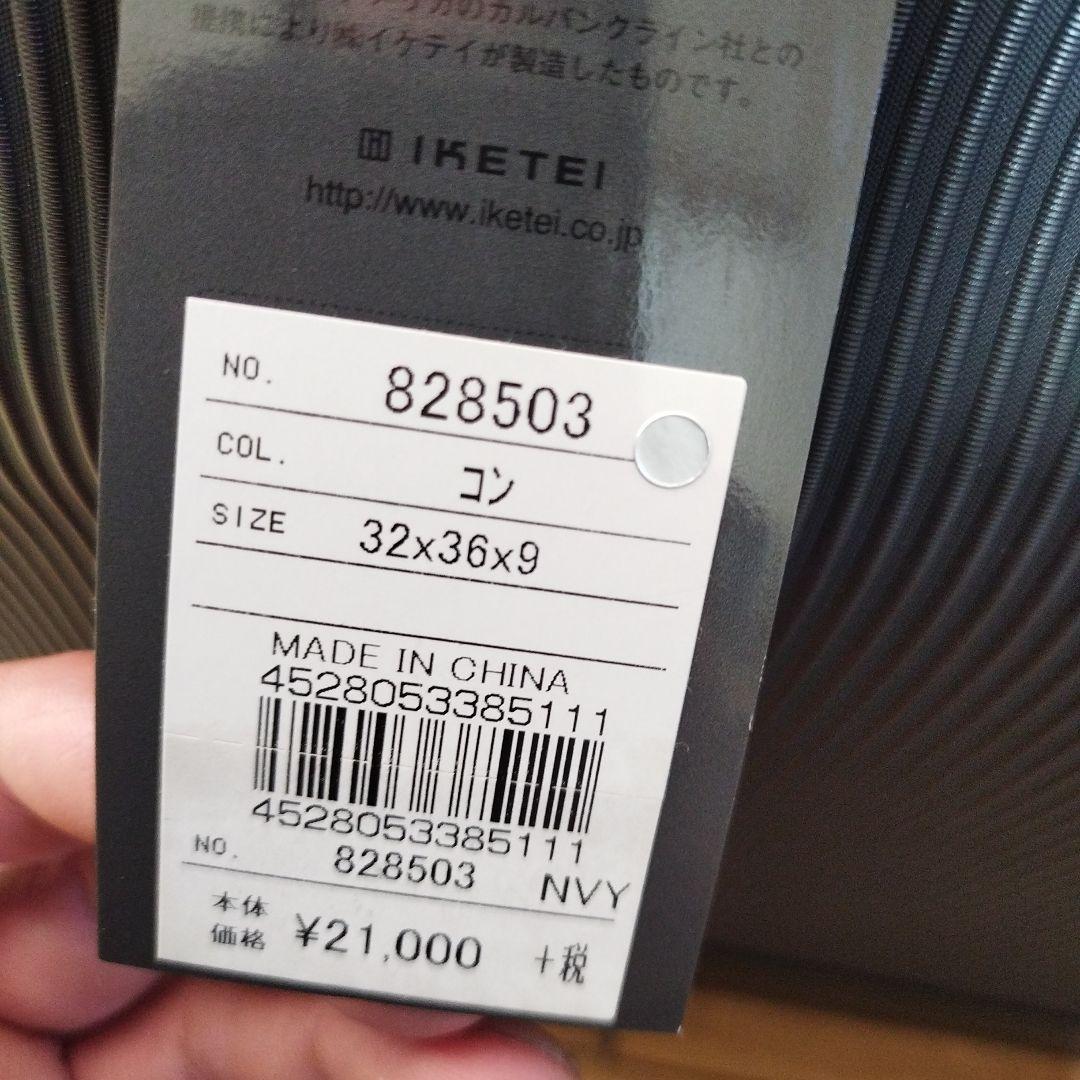 カのカルバンクライン社との
提携により㈱イケテイが製造したものです。
IKETEI
http://www.iketei.co.jp
NO. 828503
COL. コン
SIZE 32x36x9
MADE IN CHINA
4528053385111
4528053385111
NO. 828503 NVY
本体価格 ¥21,000 +税